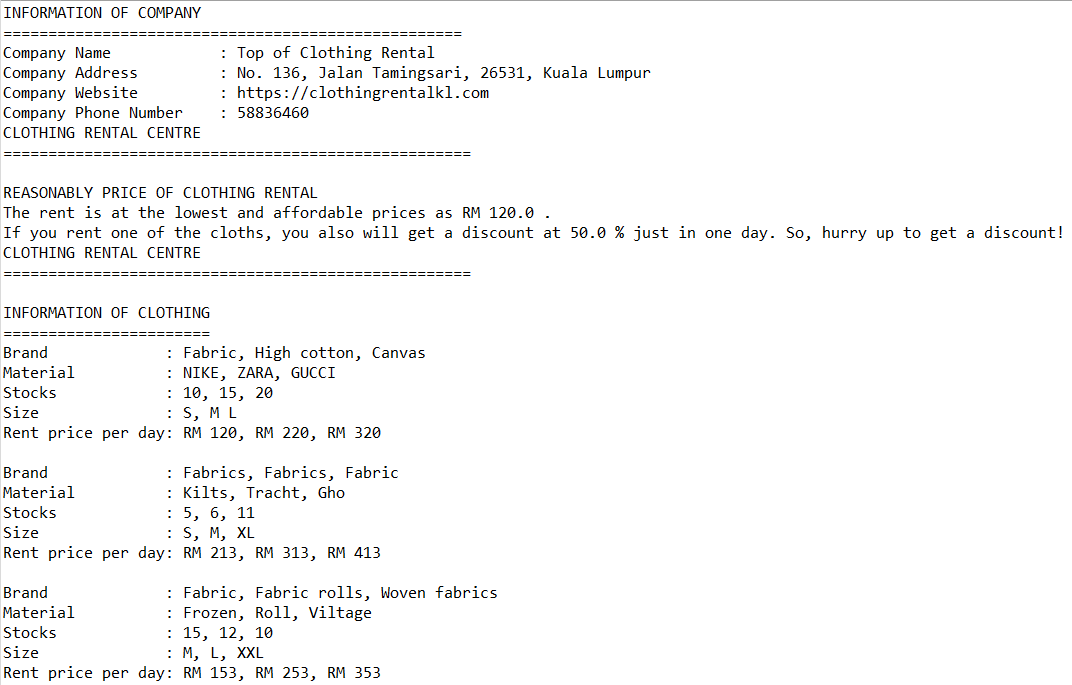 INFORMATION OF COMPANY
===================================================
Company Name : Top of Clothing Rental
Company Address : No. 136, Jalan Tamingsari, 26531, Kuala Lumpur
Company Website : https://clothingrentalkl.com
Company Phone Number : 58836460
CLOTHING RENTAL CENTRE
====================================================
REASONABLY PRICE OF CLOTHING RENTAL
The rent is at the lowest and affordable prices as RM 120.0 .
If you rent one of the cloths, you also will get a discount at 50.0 % just in one day. So, hurry up to get a discount!
CLOTHING RENTAL CENTRE
====================================================
INFORMATION OF CLOTHING
=======================
Brand : Fabric, High cotton, Canvas
Material : NIKE, ZARA, GUCCI
Stocks : 10, 15, 20
Size : S, M L
Rent price per day: RM 120, RM 220, RM 320
Brand : Fabrics, Fabrics, Fabric
Material : Kilts, Tracht, Gho
Stocks : 5, 6, 11
Size : S, M, XL
Rent price per day: RM 213, RM 313, RM 413
Brand : Fabric, Fabric rolls, Woven fabrics
Material : Frozen, Roll, Viltage
Stocks : 15, 12, 10
Size : M, L, XXL
Rent price per day: RM 153, RM 253, RM 353